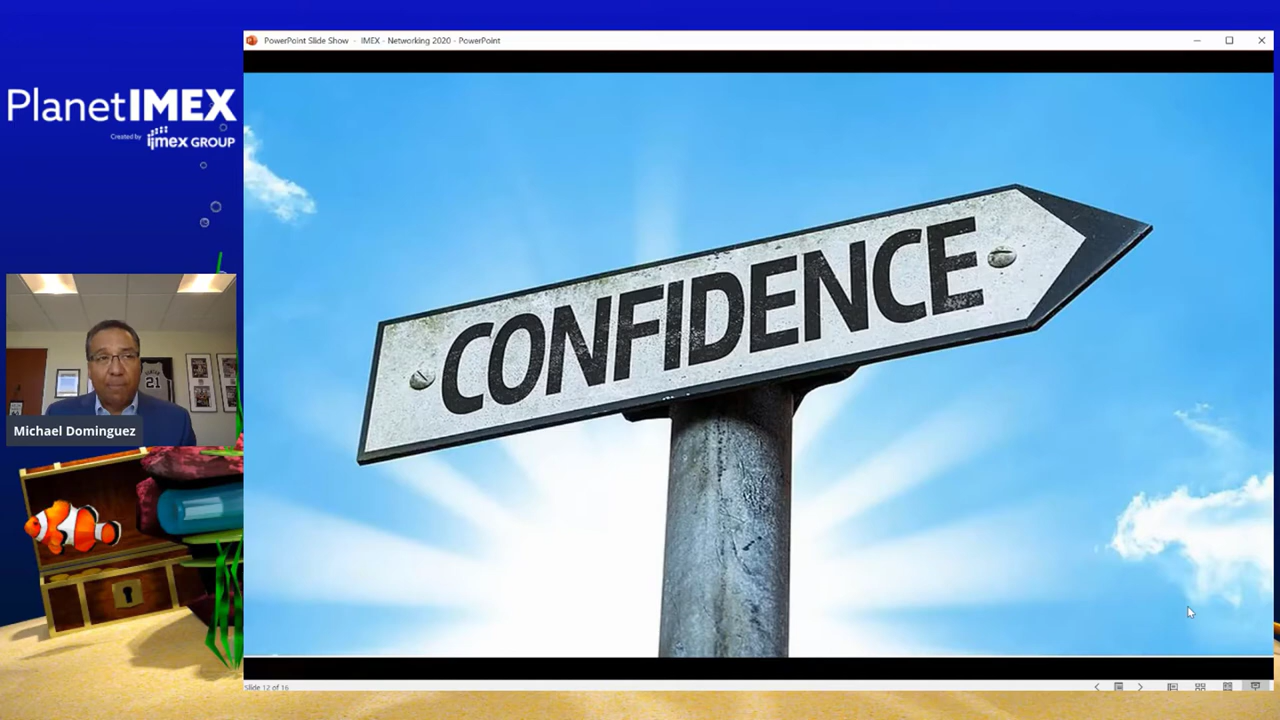 PowerPoint Slide Show - IMEX - Networking 2020 - PowerPoint
PlanetIMEX
Created by imex GROUP
CONFIDENCE
21
Michael Dominguez
Slide 12 of 16